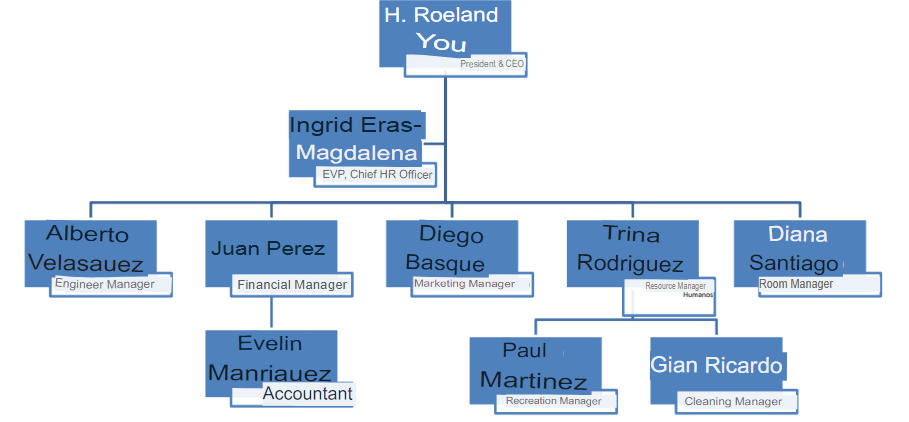 H. Roeland
You
President & CEO
Ingrid Eras-
Magdalena
EVP, Chief HR Officer
Alberto
Velasauez
Engineer Manager
Juan Perez
Financial Manager
Diego
Basque
Marketing Manager
Trina
Rodriguez
Resource Manager
Humanos
Diana
Santiago
Room Manager
Evelin
Manriauez
Accountant
Paul
Martinez
Recreation Manager
Gian Ricardo
Cleaning Manager